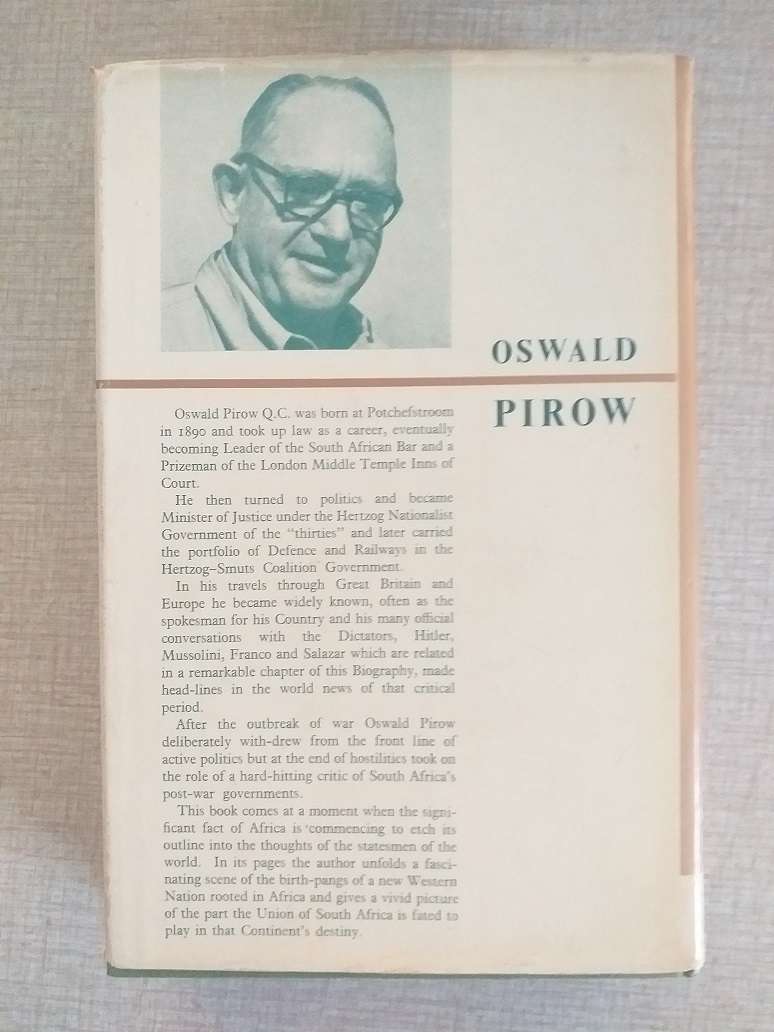 OSWALD
PIROW
Oswald Pirow Q.C. was born at Potchefstroom
in 1890 and took up law as a career, eventually
becoming Leader of the South African Bar and a
Prizeman of the London Middle Temple Inns of
Court.
He then turned to politics and became
Minister of Justice under the Hertzog Nationalist
Government of the “thirties” and later carried
the portfolio of Defence and Railways in the
Hertzog–Smuts Coalition Government.
In his travels through Great Britain and
Europe he became widely known, often as the
spokesman for his Country and his many official
conversations with the Dictators, Hitler,
Mussolini, Franco and Salazar which are related
in a remarkable chapter of this Biography, made
head-lines in the world news of that critical
period.
After the outbreak of war Oswald Pirow
deliberately with-drew from the front line of
active politics but at the end of hostilities took on
the role of a hard-hitting critic of South Africa's
post-war governments.
This book comes at a moment when the signi-
ficant fact of Africa is commencing to etch its
outline into the thoughts of the statesmen of the
world. In its pages the author unfolds a fasci-
nating scene of the birth-pangs of a new Western
Nation rooted in Africa and gives a vivid picture
of the part the Union of South Africa is fated to
play in that Continent's destiny.